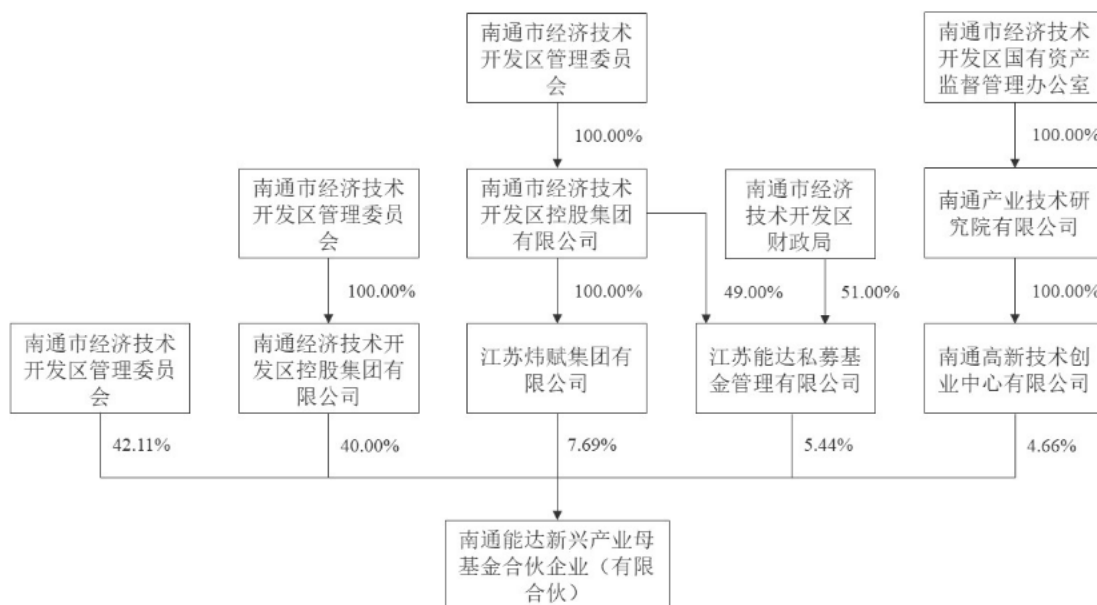 南通市经济技术
开发区管理委员
会
南通市经济技术
开发区国有资产
监督管理办公室
100.00%
100.00%
南通市经济技术
开发区管理委员
会
南通市经济技术
开发区控股集团
有限公司
南通市经济
技术开发区
财政局
南通产业技术研
究院有限公司
100.00%
100.00%
49.00%
51.00%
100.00%
南通市经济技术
开发区管理委员
会
南通经济技术开
发区控股集团有
限公司
江苏炜赋集团有
限公司
江苏能达私募基
金管理有限公司
南通高新技术创
业中心有限公司
42.11%
40.00%
7.69%
5.44%
4.66%
南通能达新兴产业母
基金合伙企业（有限
合伙）